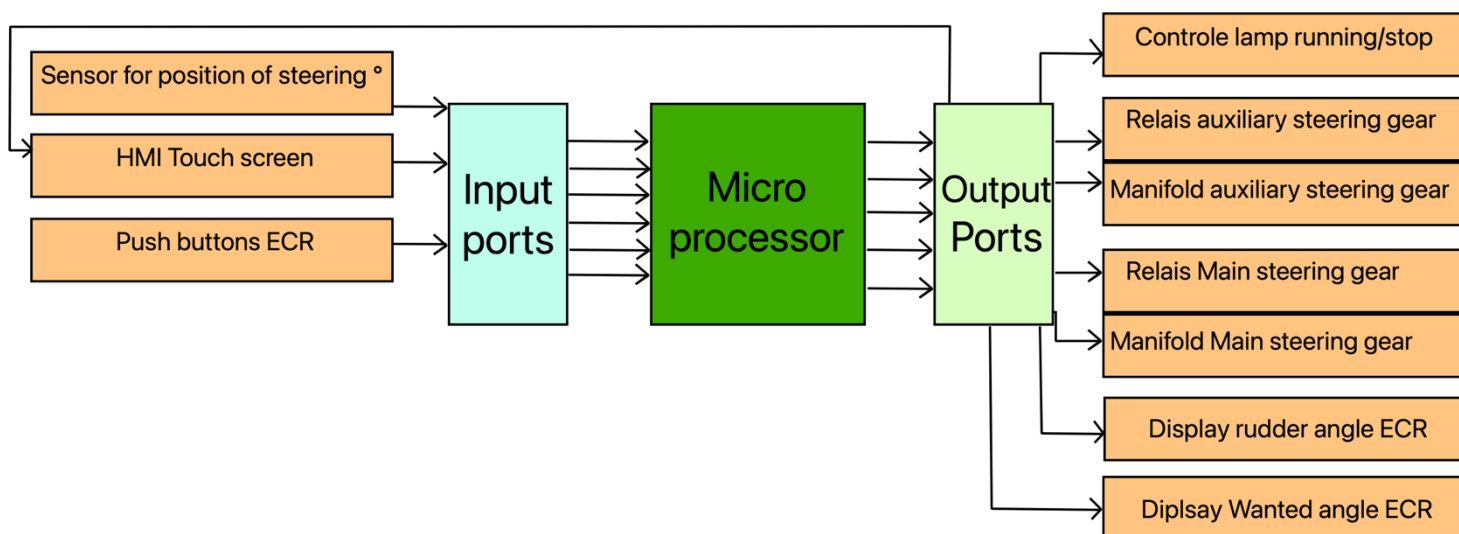 Sensor for position of steering °
HMI Touch screen
Push buttons ECR
Input
ports
Micro
processor
Output
Ports
Controle lamp running/stop
Relais auxiliary steering gear
Manifold auxiliary steering gear
Relais Main steering gear
Manifold Main steering gear
Display rudder angle ECR
Diplsay Wanted angle ECR